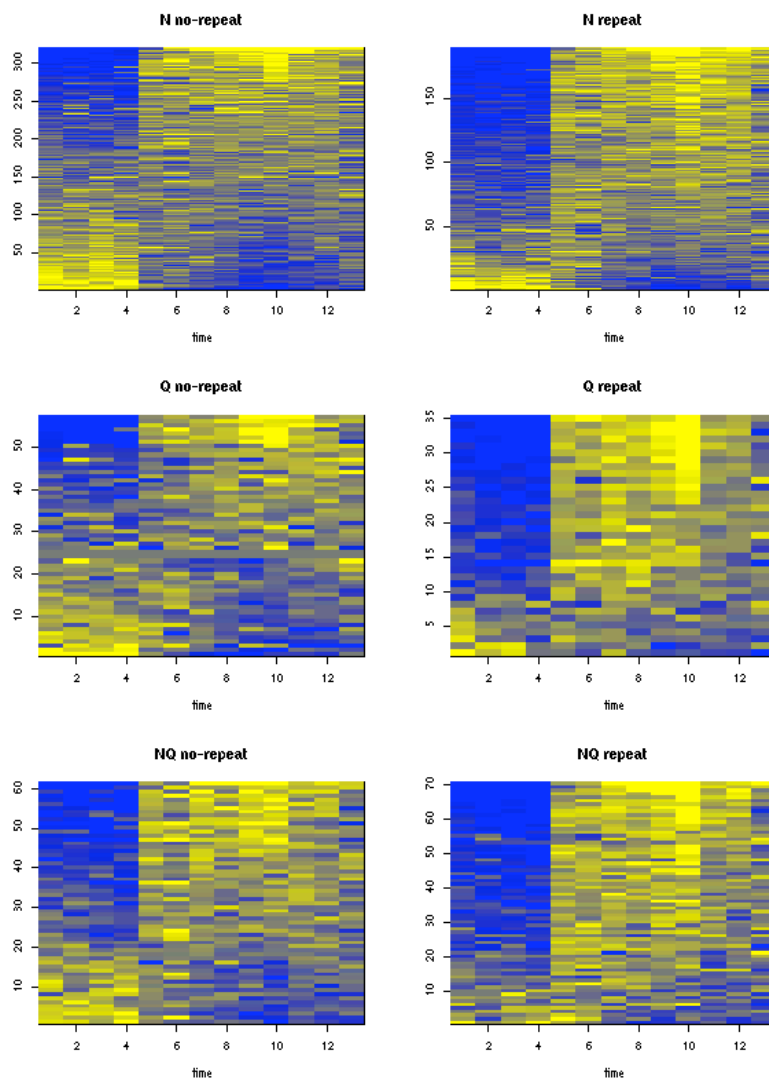 N no-repeat
50 100 150 200 250 300
2 4 6 8 10 12
time
N repeat
50 100 150
2 4 6 8 10 12
time
Q no-repeat
10 20 30 40 50
2 4 6 8 10 12
time
Q repeat
5 10 15 20 25 30 35
2 4 6 8 10 12
time
NQ no-repeat
10 20 30 40 50 60
2 4 6 8 10 12
time
NQ repeat
10 20 30 40 50 60 70
2 4 6 8 10 12
time